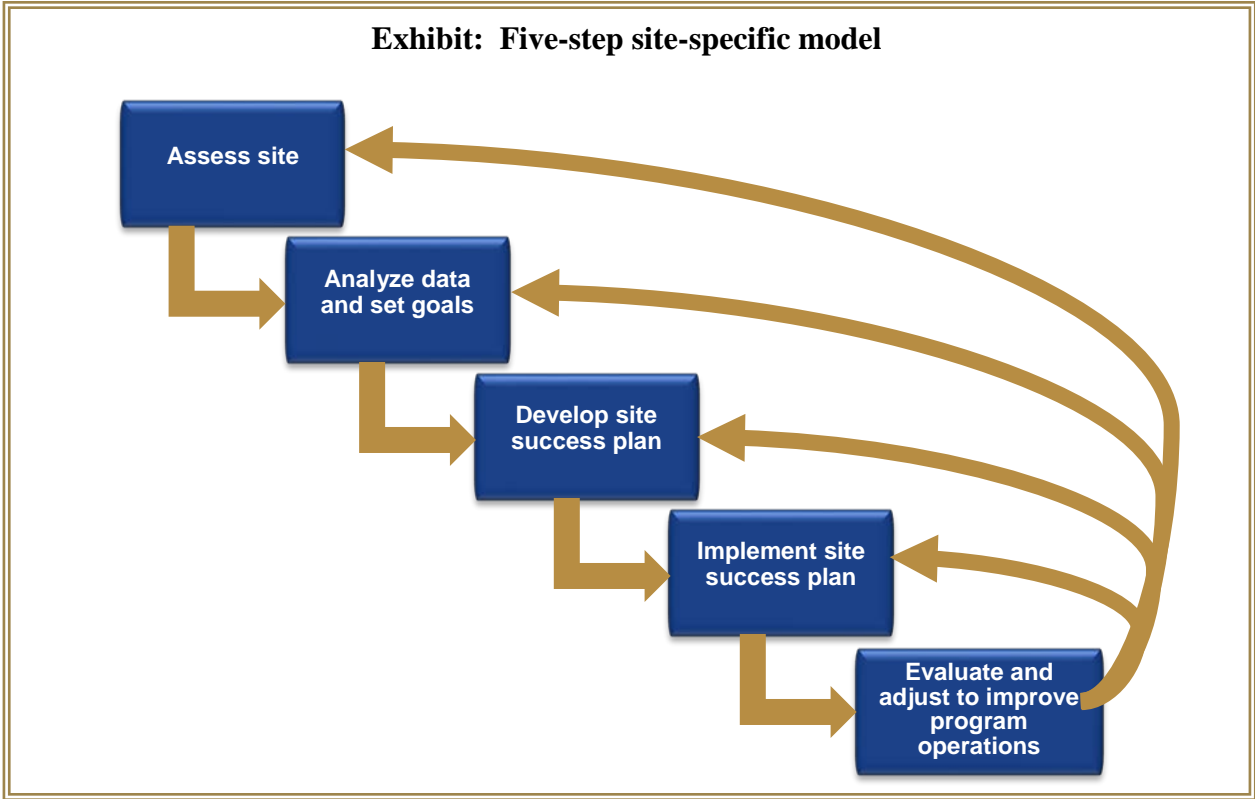 Exhibit:  Five-step site-specific model
Assess site
Analyze data
and set goals
Develop site
success plan
Implement site
success plan
Evaluate and
adjust to improve
program
operations